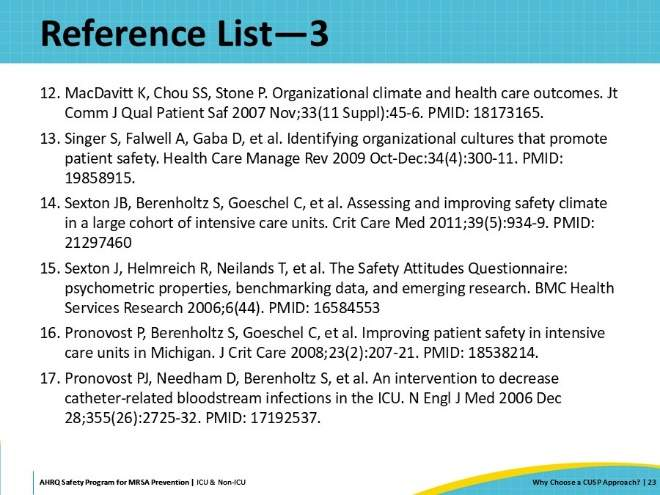 Reference List—3
12. MacDavitt K, Chou SS, Stone P. Organizational climate and health care outcomes. Jt
Comm J Qual Patient Saf 2007 Nov;33(11 Suppl):45-6. PMID: 18173165.
13. Singer S, Falwell A, Gaba D, et al. Identifying organizational cultures that promote
patient safety. Health Care Manage Rev 2009 Oct-Dec:34(4):300-11. PMID:
19858915.
14. Sexton JB, Berenholtz S, Goeschel C, et al. Assessing and improving safety climate
in a large cohort of intensive care units. Crit Care Med 2011;39(5):934-9. PMID:
21297460
15. Sexton J, Helmreich R, Neilands T, et al. The Safety Attitudes Questionnaire:
psychometric properties, benchmarking data, and emerging research. BMC Health
Services Research 2006;6(44). PMID: 16584553
16. Pronovost P, Berenholtz S, Goeschel C, et al. Improving patient safety in intensive
care units in Michigan. J Crit Care 2008;23(2):207-21. PMID: 18538214.
17. Pronovost PJ, Needham D, Berenholtz S, et al. An intervention to decrease
catheter-related bloodstream infections in the ICU. N Engl J Med 2006 Dec
28;355(26):2725-32. PMID: 17192537.
AHRQ Safety Program for MRSA Prevention | ICU & Non-ICU
Why Choose a CUSP Approach? | 23